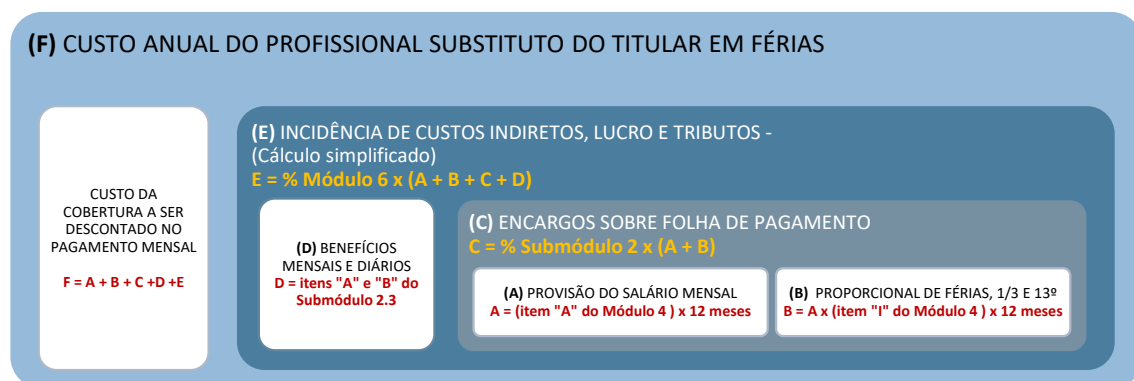 (F) CUSTO ANUAL DO PROFISSIONAL SUBSTITUTO DO TITULAR EM FÉRIAS
CUSTO DA
COBERTURA A SER
DESCONTADO NO
PAGAMENTO MENSAL
F = A + B + C +D +E
(E) INCIDÊNCIA DE CUSTOS INDIRETOS, LUCRO E TRIBUTOS -
(Cálculo simplificado)
E = % Módulo 6 x (A + B + C + D)
(D) BENEFÍCIOS
MENSAIS E DIÁRIOS
D = itens "A" e "B" do
Submódulo 2.3
(C) ENCARGOS SOBRE FOLHA DE PAGAMENTO
C = % Submódulo 2 x (A + B)
(A) PROVISÃO DO SALÁRIO MENSAL
A = (item "A" do Módulo 4 ) x 12 meses
(B) PROPORCIONAL DE FÉRIAS, 1/3 E 13º
B = A x (item "I" do Módulo 4 ) x 12 meses